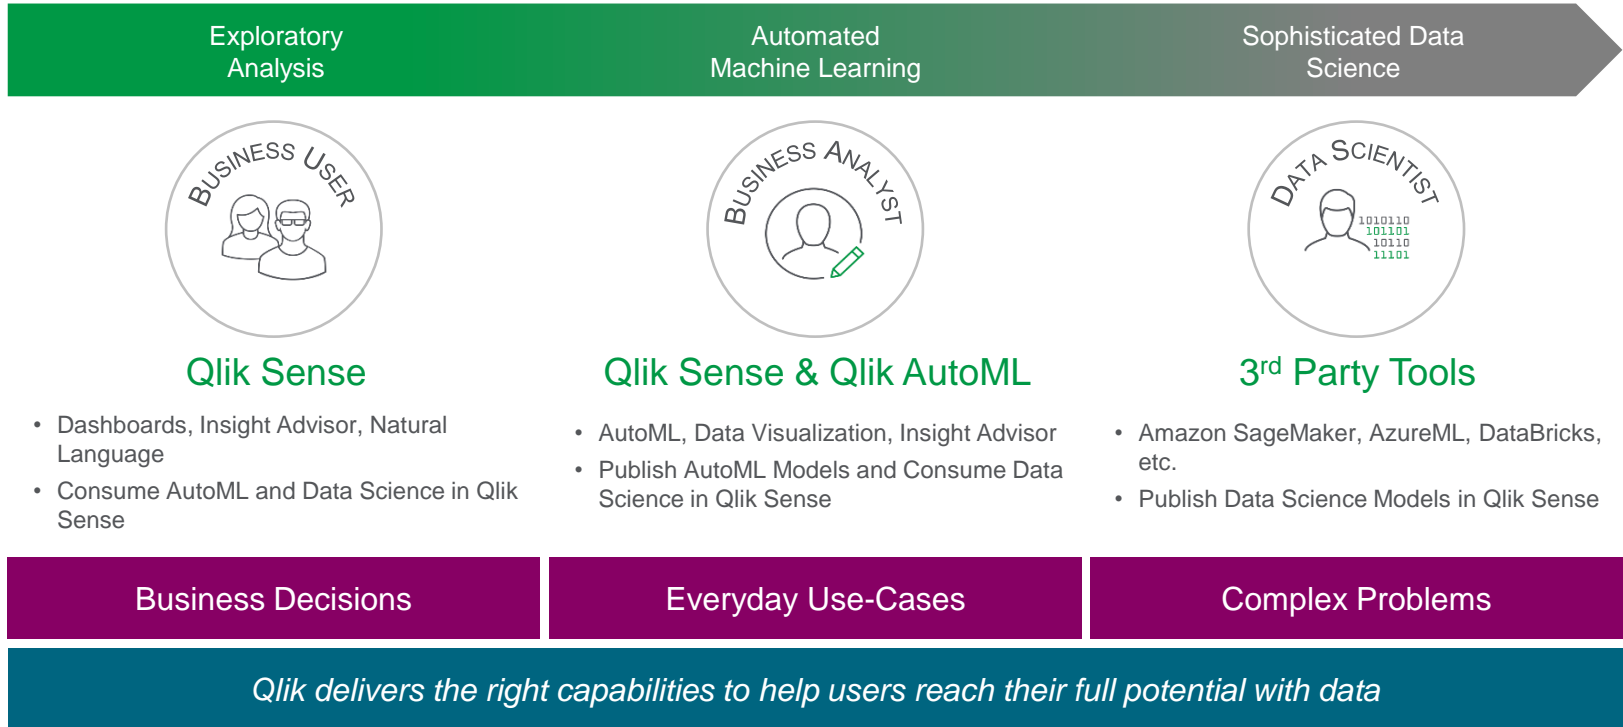 Exploratory
Analysis
Automated
Machine Learning
Sophisticated Data
Science
BUSINESS USER
BUSINESS ANALYST
DATA SCIENTIST
1010110
101101
10110
11101
Qlik Sense
• Dashboards, Insight Advisor, Natural
Language
• Consume AutoML and Data Science in Qlik
Sense
Qlik Sense & Qlik AutoML
• AutoML, Data Visualization, Insight Advisor
• Publish AutoML Models and Consume Data
Science in Qlik Sense
3rd Party Tools
• Amazon SageMaker, AzureML, DataBricks,
etc.
• Publish Data Science Models in Qlik Sense
Business Decisions
Everyday Use-Cases
Complex Problems
Qlik delivers the right capabilities to help users reach their full potential with data